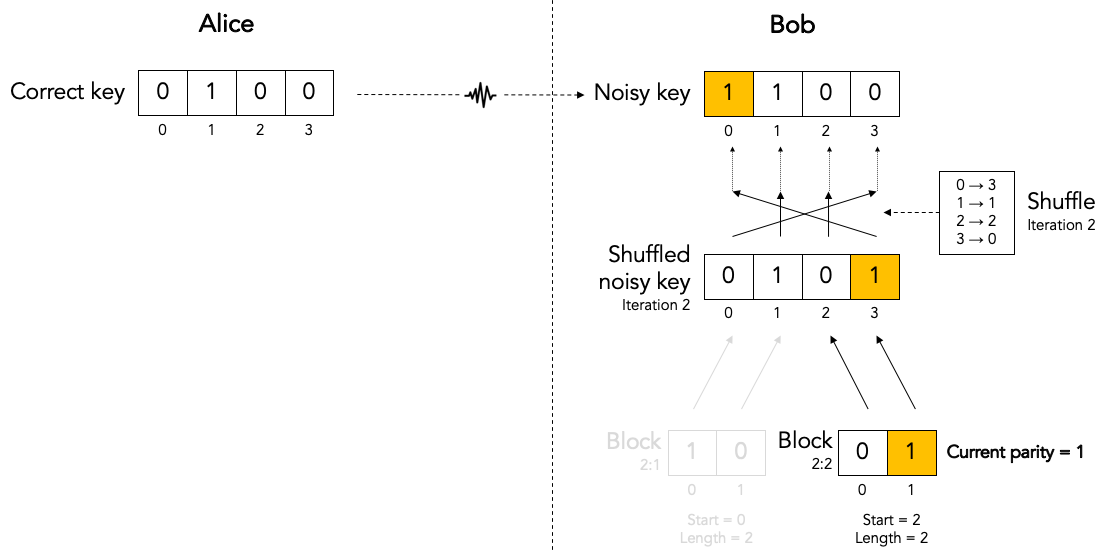 Alice
Bob
Correct key
0 1 0 0
0 1 2 3
Noisy key
1 1 0 0
0 1 2 3
0 → 3
1 → 1
2 → 2
3 → 0
Shuffle
Iteration 2
Shuffled
noisy key
Iteration 2
0 1 0 1
0 1 2 3
Block
2:1
1 0
0 1
Start = 0
Length = 2
Block
2:2
0 1
0 1
Start = 2
Length = 2
Current parity = 1